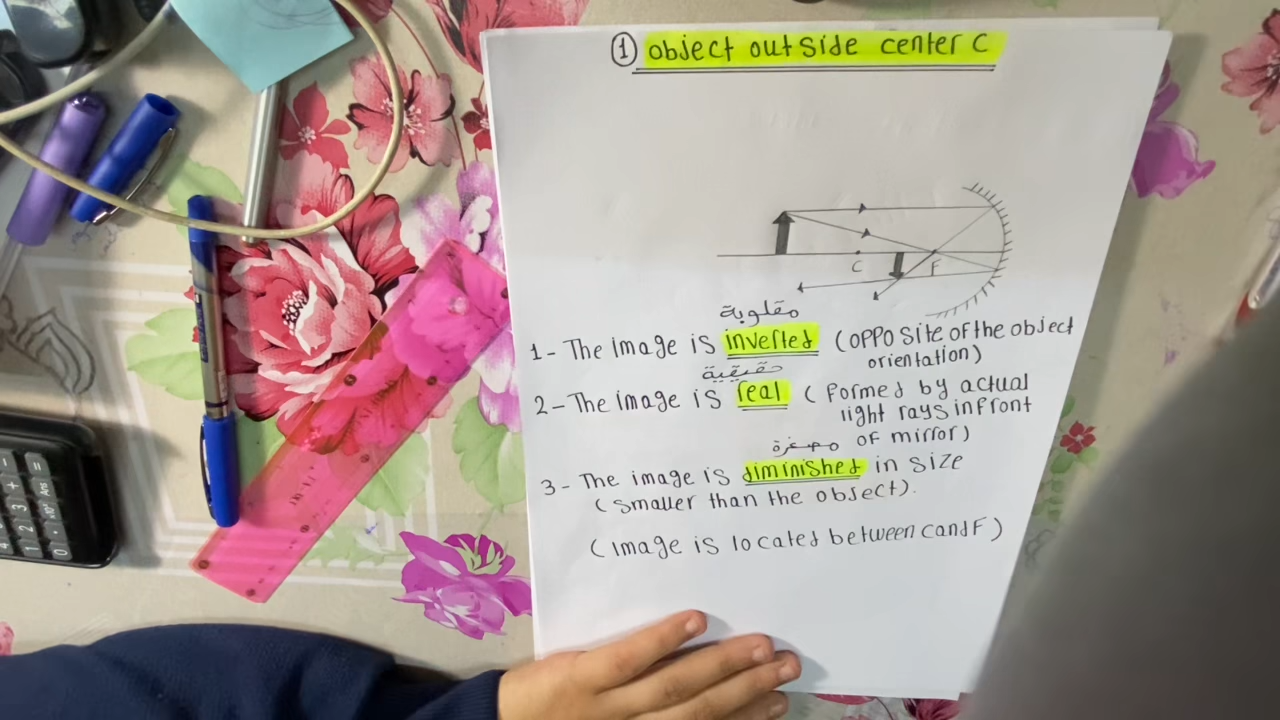 1 object outside center C
C
F
مقلوبة
1- The image is inverted (opposite of the object
orientation)
حقيقية
2- The image is real (formed by actual
light rays infront
of mirror)
مصغرة
3- The image is diminished in size
(smaller than the object).
(image is located between c and F)